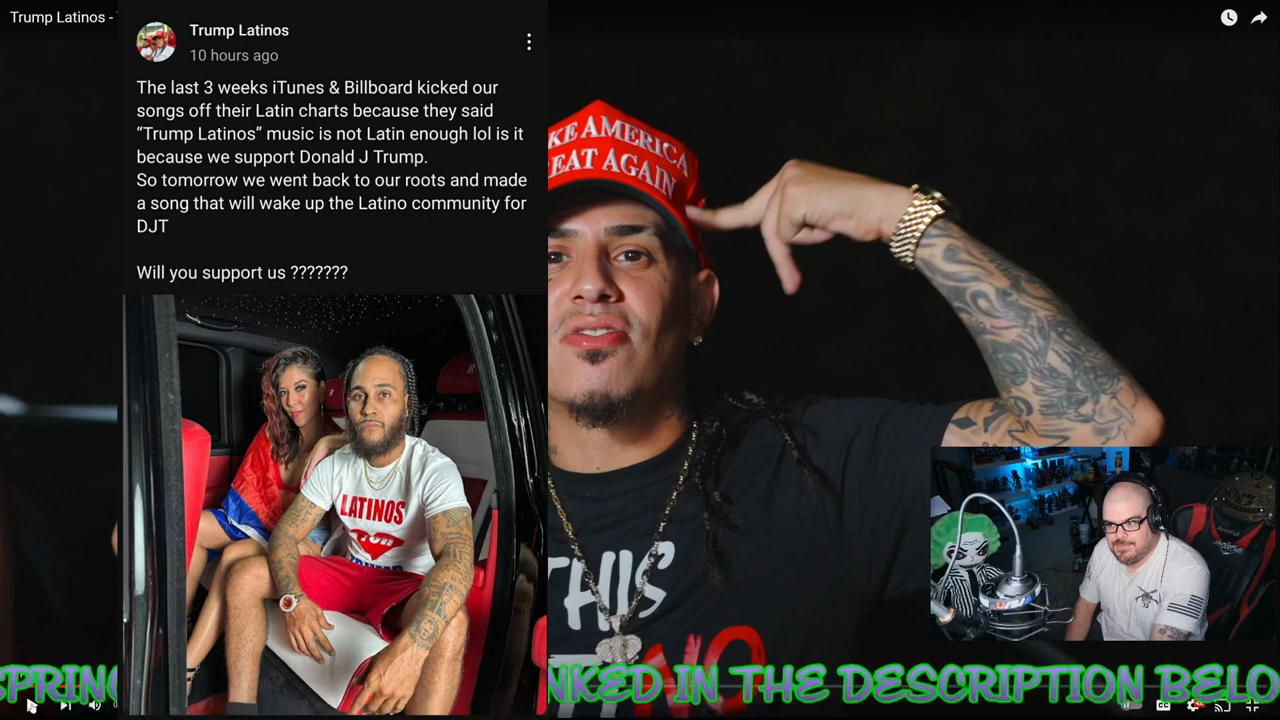 Trump Latinos -
Trump Latinos
10 hours ago
The last 3 weeks iTunes & Billboard kicked our
songs off their Latin charts because they said
“Trump Latinos” music is not Latin enough lol is it
because we support Donald J Trump.
So tomorrow we went back to our roots and made
a song that will wake up the Latino community for
DJT
Will you support us ???????
KE AMERICA
EAT AGAIN
LATINOS
FOR
THIS
NO
SPRING
NKED IN THE DESCRIPTION BELO